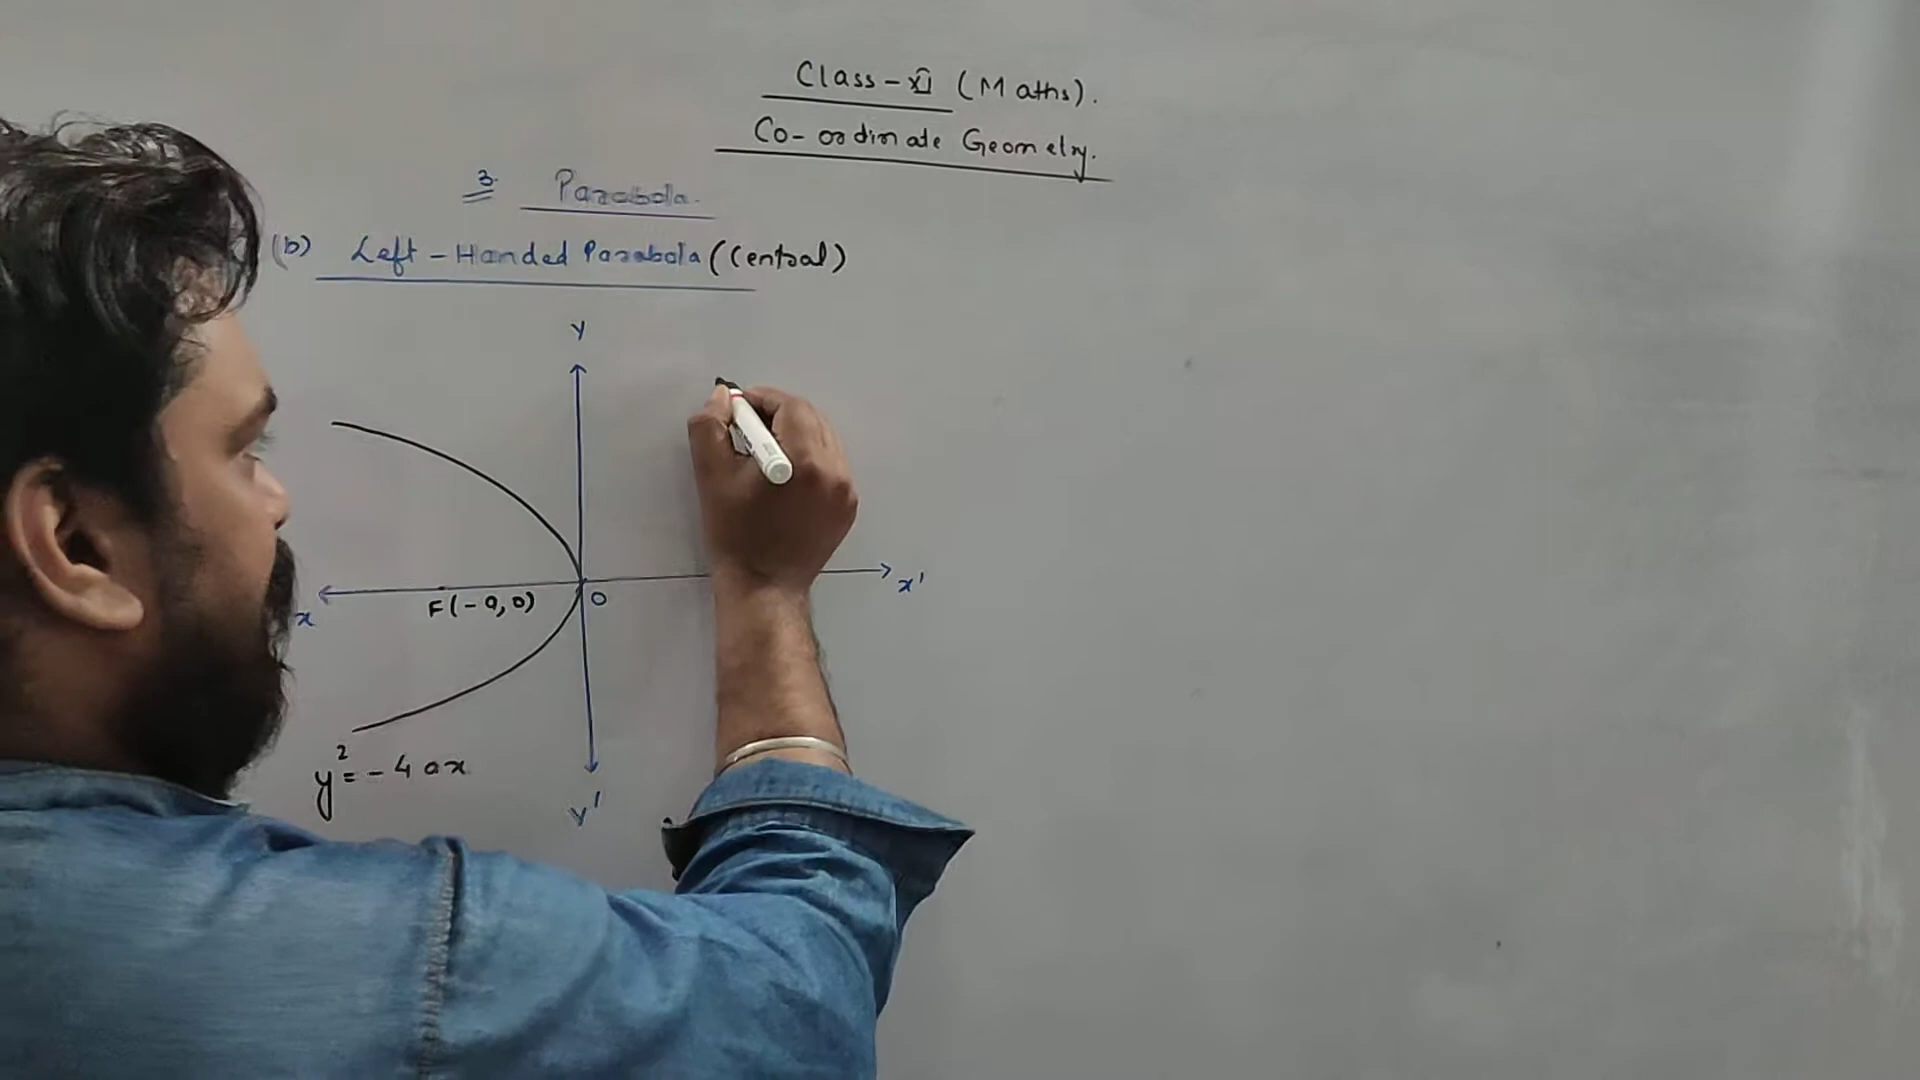 Class-XI (Maths).
Co-ordinate Geometry.
3. Parabola.
(b) Left-Handed Parabola (Central)
Y
x'
F(-a,0)
O
x
y²=-4ax
Y'